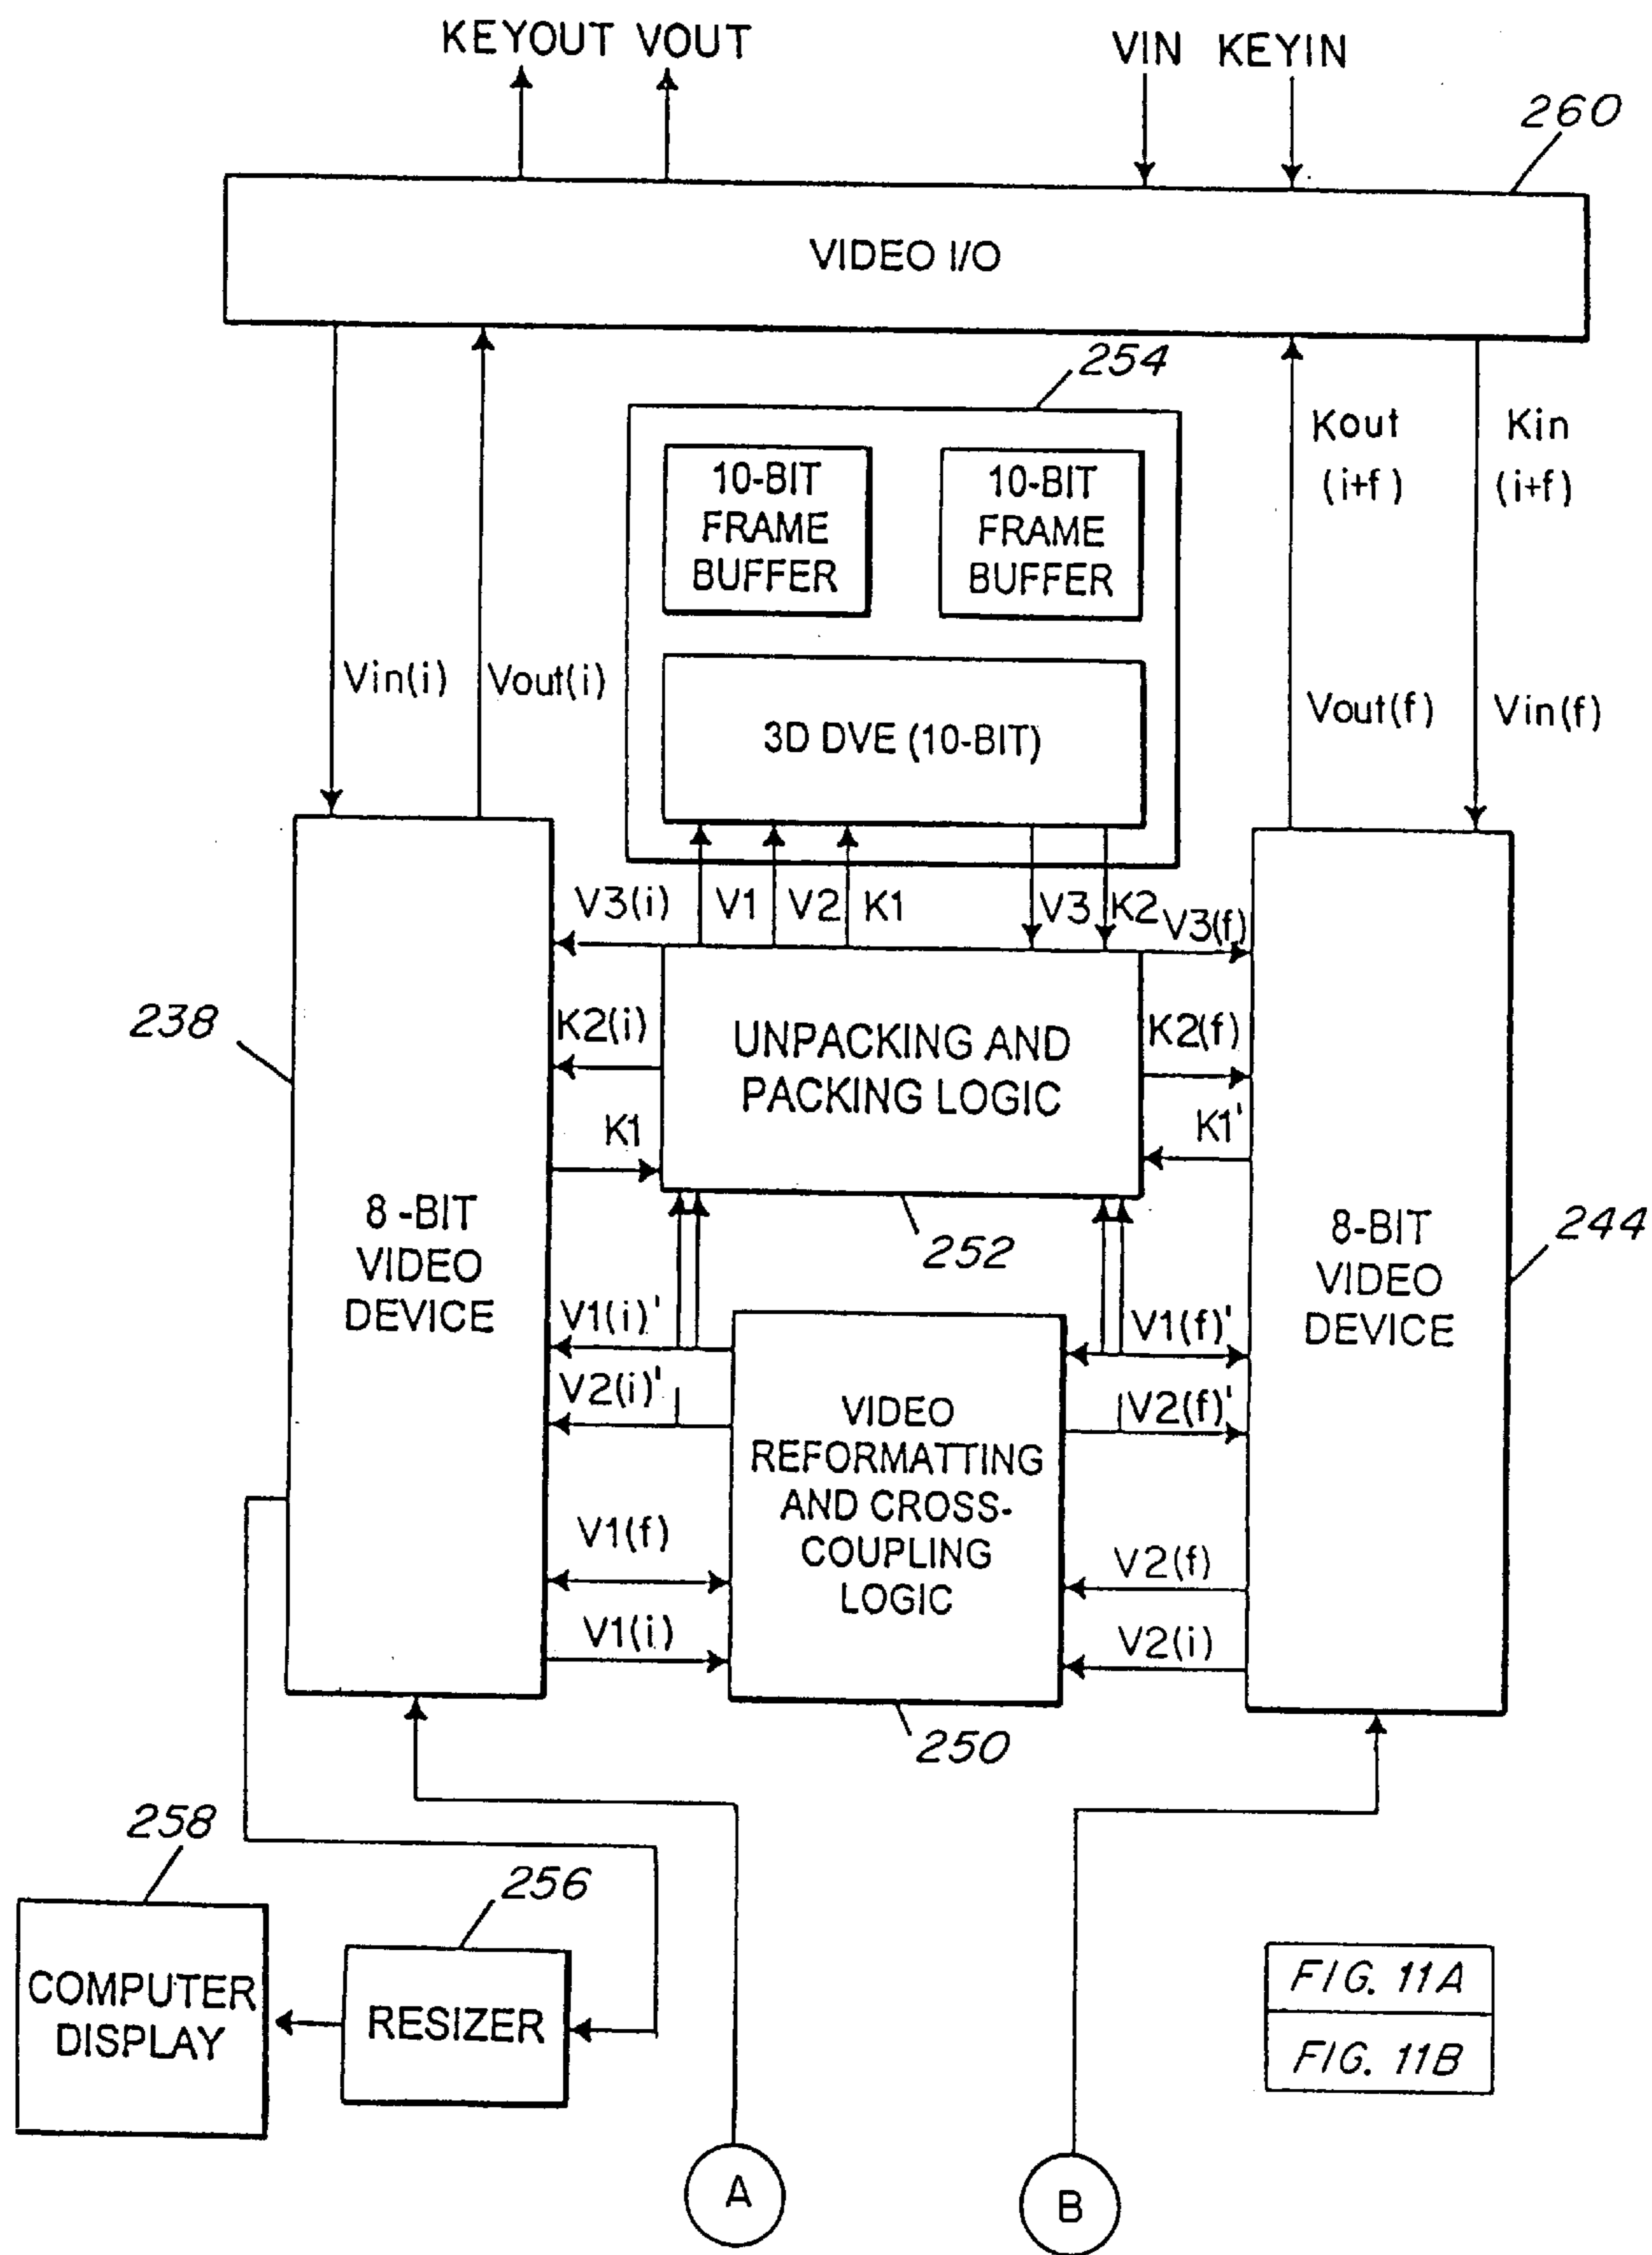 KEYOUT VOUT
VIN KEYIN
260
VIDEO I/O
254
Kout
(i+f)
Kin
(i+f)
10-BIT
FRAME
BUFFER
10-BIT
FRAME
BUFFER
Vin(i)
Vout(i)
3D DVE (10-BIT)
Vout(f)
Vin(f)
V3(i)
V1
V2
K1
V3
K2
V3(f)
238
K2(i)
UNPACKING AND
PACKING LOGIC
K2(f)
K1
K1'
8-BIT
VIDEO
DEVICE
252
8-BIT
VIDEO
DEVICE
244
V1(i)'
V1(f)'
V2(i)'
V2(f)'
VIDEO
REFORMATTING
AND CROSS-
COUPLING
LOGIC
V1(f)
V2(f)
V1(i)
V2(i)
250
258
256
COMPUTER
DISPLAY
RESIZER
FIG. 11A
FIG. 11B
A
B